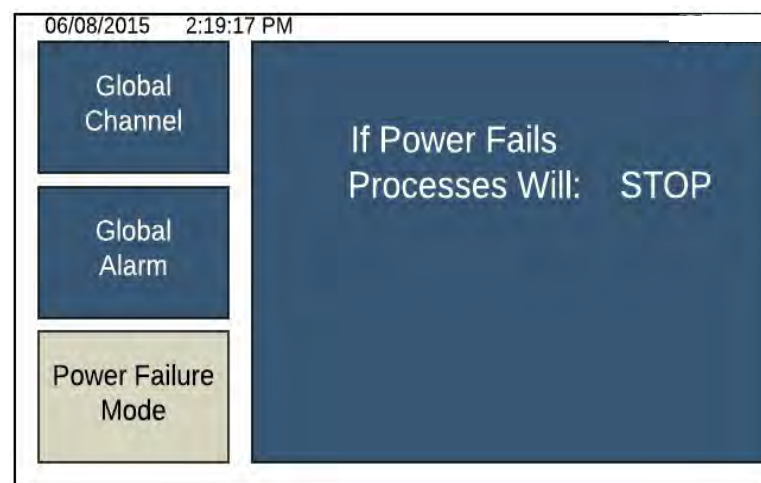 06/08/2015 2:19:17 PM
Global
Channel
Global
Alarm
Power Failure
Mode
If Power Fails
Processes Will: STOP